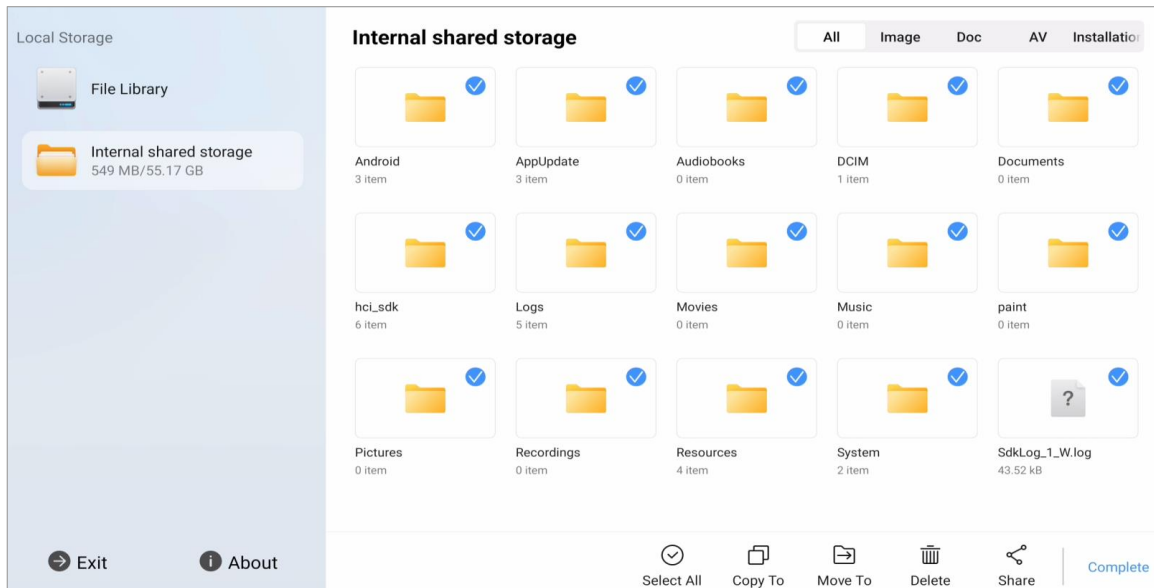 Local Storage
File Library
Internal shared storage
549 MB/55.17 GB
Exit
About
Internal shared storage
All
Image
Doc
AV
Installation
Android
AppUpdate
Audiobooks
DCIM
Documents
3 item
3 item
0 item
1 item
0 item
hci_sdk
Logs
Movies
Music
paint
6 item
5 item
0 item
0 item
0 item
Pictures
Recordings
Resources
System
SdkLog_1_W.log
0 item
0 item
4 item
2 item
43.52 kB
?
Select All
Copy To
Move To
Delete
Share
Complete